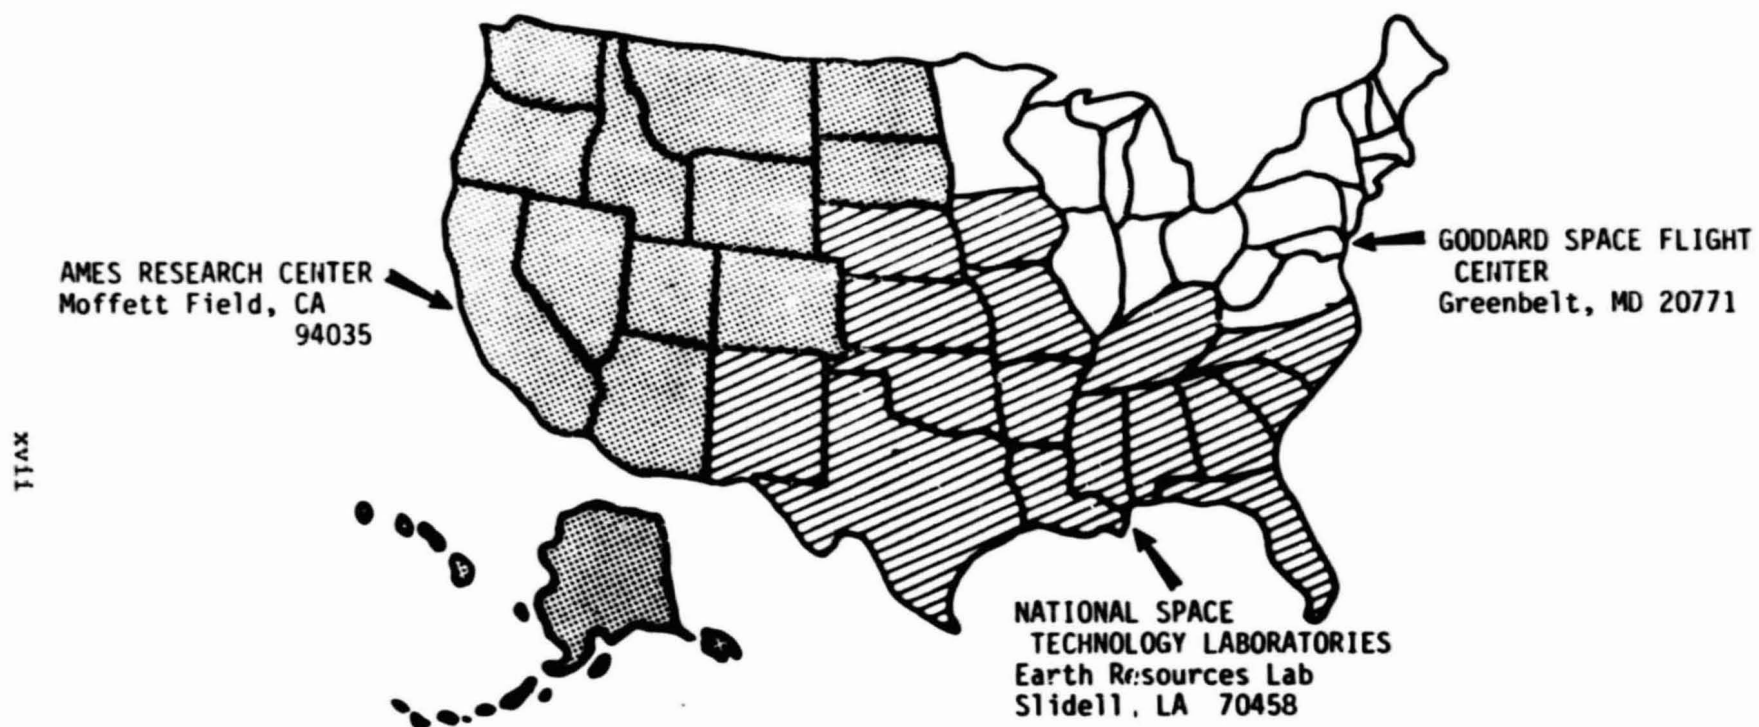 AMES RESEARCH CENTER
Moffett Field, CA
94035
GODDARD SPACE FLIGHT
CENTER
Greenbelt, MD 20771
NATIONAL SPACE
TECHNOLOGY LABORATORIES
Earth Resources Lab
Slidell, LA 70458
xvii